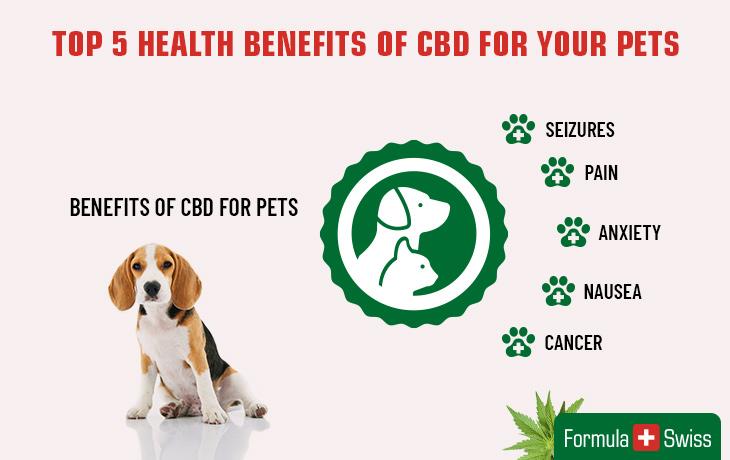 TOP 5 HEALTH BENEFITS OF CBD FOR YOUR PETS
BENEFITS OF CBD FOR PETS
SEIZURES
PAIN
ANXIETY
NAUSEA
CANCER
Formula Swiss